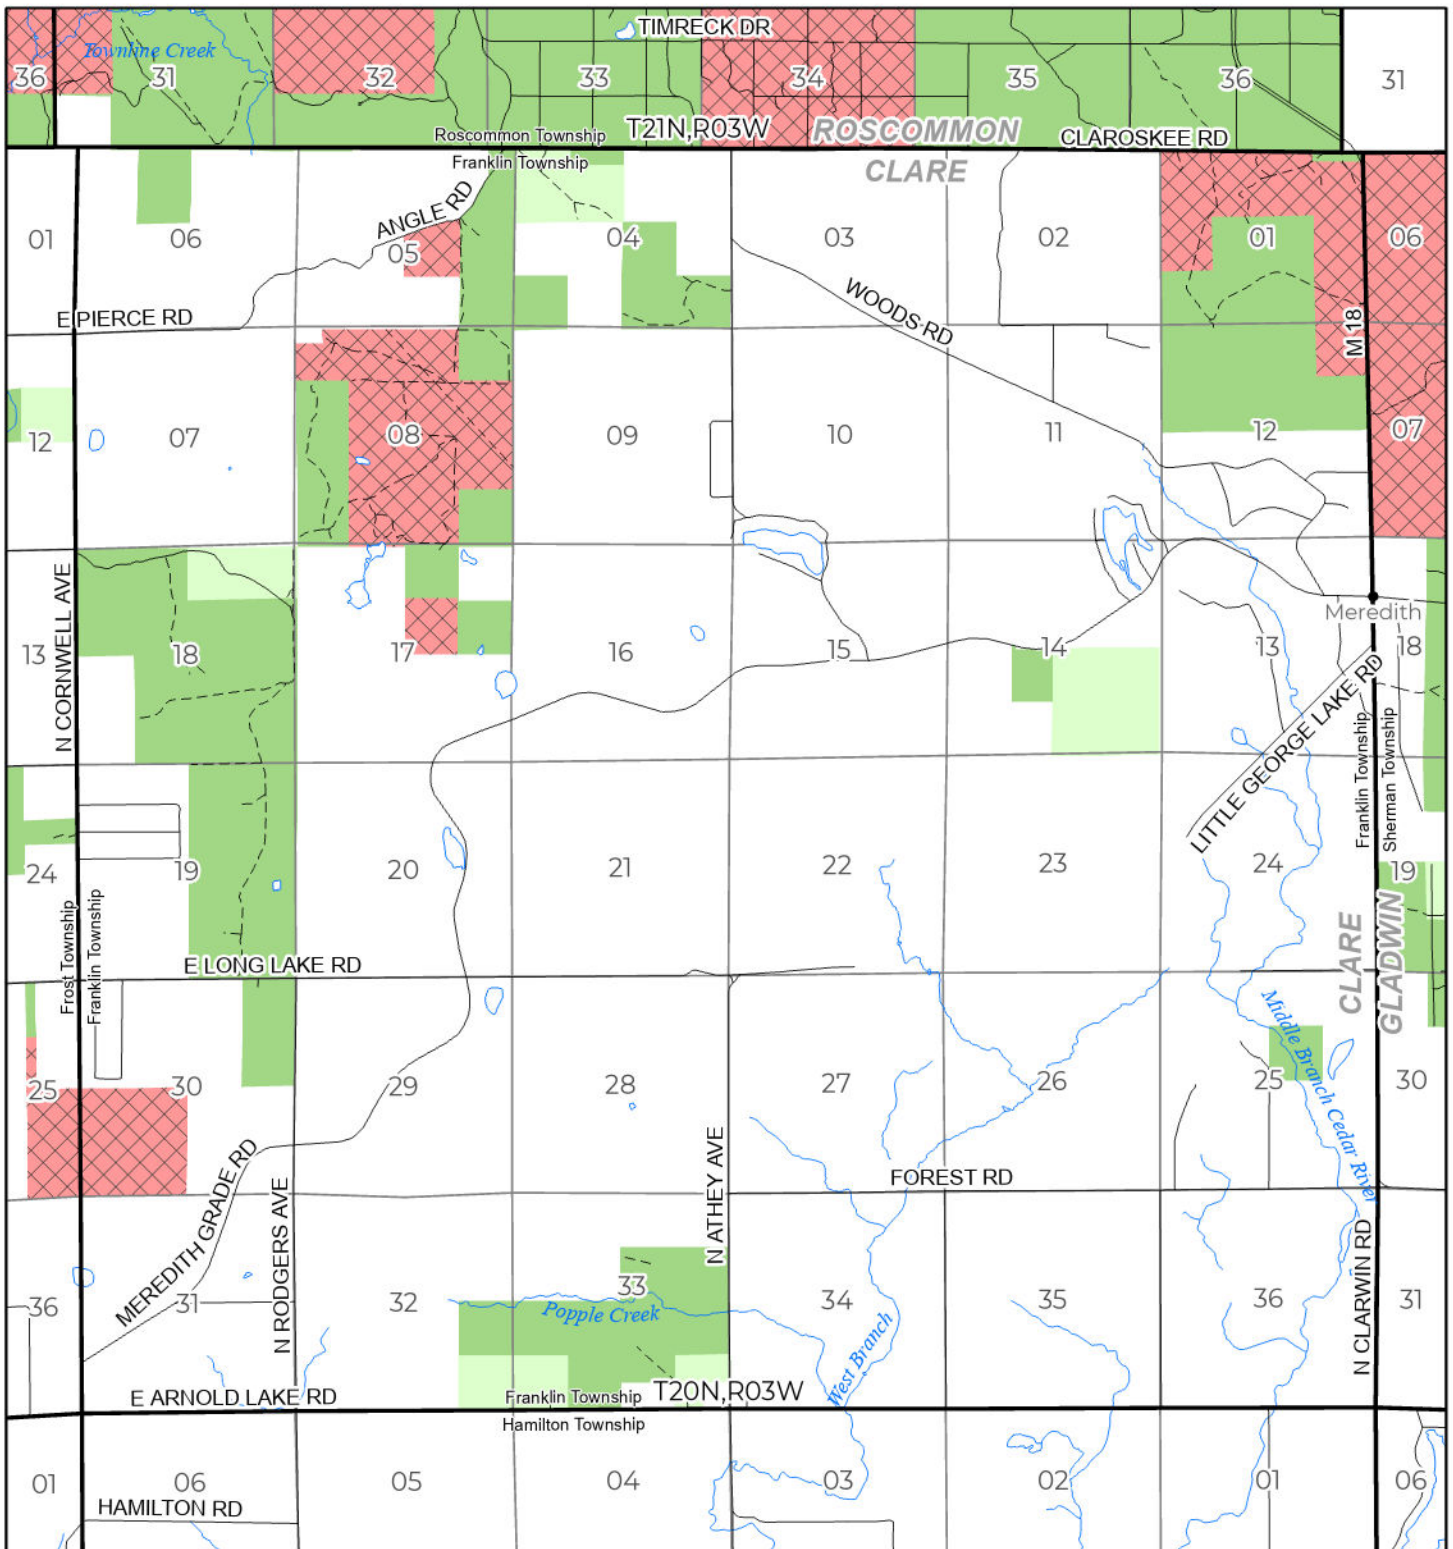 TIMRECK DR
Townline Creek
36
31
32
33
34
35
36
31
Roscommon Township
T21N,R03W
ROSCOMMON
CLAROSKEE RD
Franklin Township
CLARE
ANGLE RD
01
06
05
04
03
02
01
06
E PIERCE RD
WOODS RD
M 18
12
07
08
09
10
11
12
07
N CORNWELL AVE
Meredith
13
18
17
16
15
14
13
18
LITTLE GEORGE LAKE RD
Franklin Township
Sherman Township
24
19
20
21
22
23
24
19
Frost Township
Franklin Township
CLARE
GLADWIN
E LONG LAKE RD
Middle Branch Cedar River
25
30
29
28
27
26
25
30
MEREDITH GRADE RD
N RODGERS AVE
N ATHEY AVE
FOREST RD
N CLARWIN RD
36
31
32
33
34
35
36
31
Popple Creek
West Branch
E ARNOLD LAKE RD
Franklin Township
T20N,R03W
Hamilton Township
01
06
05
04
03
02
01
06
HAMILTON RD